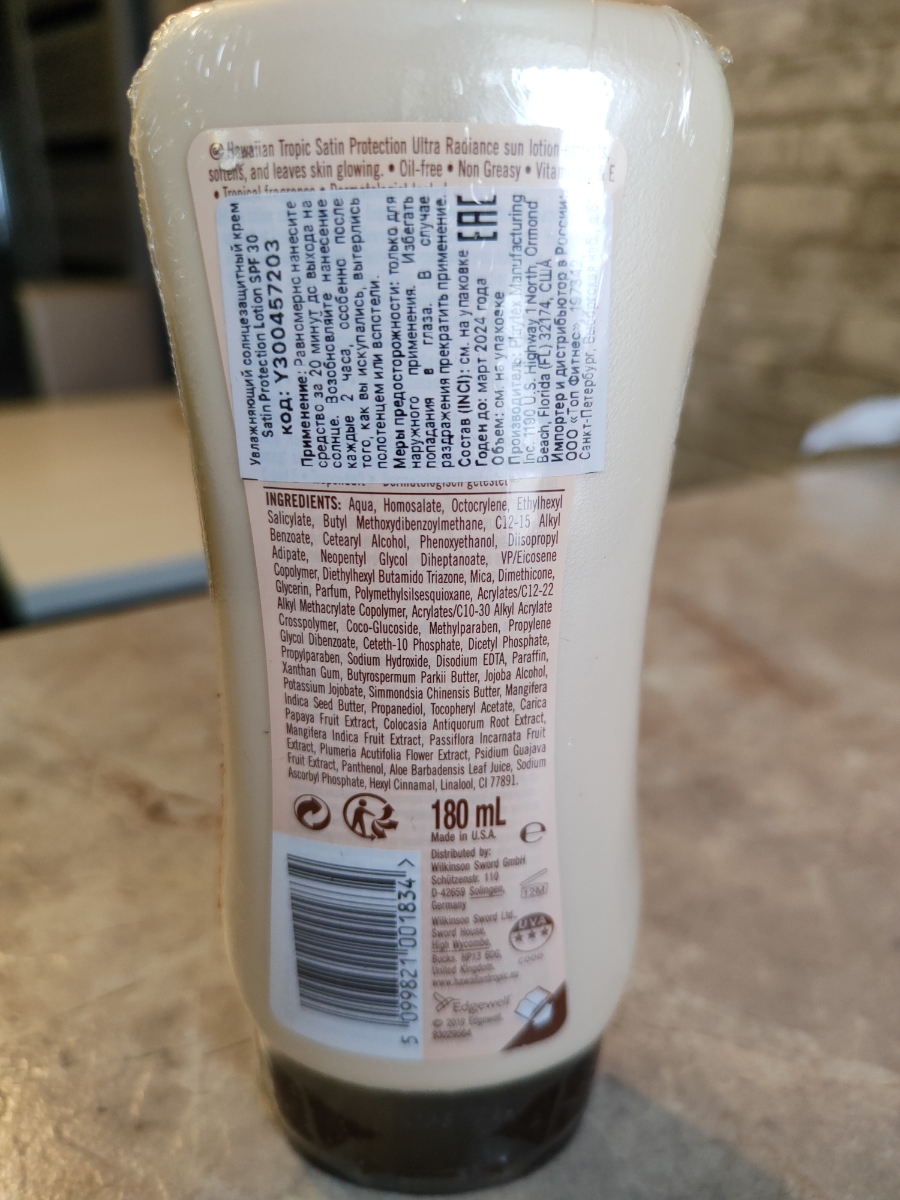 Hawaiian Tropic Satin Protection Ultra Radiance sun lotion
softens, and leaves skin glowing. • Oil-free • Non Greasy •
• Tropical fragrance •
Увлажняющий солнцезащитный крем
Satin Protection Lotion SPF 30
код: Y300457203
Применение: Равномерно нанесите
средство за 20 минут до выхода на
солнце. Возобновляйте нанесение
каждые 2 часа, особенно после
того, как вы искупались, вытерлись
полотенцем или вспотели.
Меры предосторожности: только для
наружного применения. Избегать
попадания в глаза. В случае
раздражения прекратить применение.
Состав (INCI): см. на упаковке
EAC
Годен до: март 2024 года
Объем: см. на упаковке
Производитель: Manufacturing
Inc. 1190 U.S. Highway 1 North, Ormond
Beach, Florida (FL) 32174, США
Импортер и дистрибьютор в России:
ООО «Топ Фитнес»
Санкт-Петербург,
Dermatologisch getestet
INGREDIENTS: Aqua, Homosalate, Octocrylene, Ethylhexyl
Salicylate, Butyl Methoxydibenzoylmethane, C12-15 Alkyl
Benzoate, Cetearyl Alcohol, Phenoxyethanol, Diisopropyl
Adipate, Neopentyl Glycol Diheptanoate, VP/Eicosene
Copolymer, Diethylhexyl Butamido Triazone, Mica, Dimethicone,
Glycerin, Parfum, Polymethylsilsesquioxane, Acrylates/C12-22
Alkyl Methacrylate Copolymer, Acrylates/C10-30 Alkyl Acrylate
Crosspolymer, Coco-Glucoside, Methylparaben, Propylene
Glycol Dibenzoate, Ceteth-10 Phosphate, Dicetyl Phosphate,
Propylparaben, Sodium Hydroxide, Disodium EDTA, Paraffin,
Xanthan Gum, Butyrospermum Parkii Butter, Jojoba Alcohol,
Potassium Jojobate, Simmondsia Chinensis Butter, Mangifera
Indica Seed Butter, Propanediol, Tocopheryl Acetate, Carica
Papaya Fruit Extract, Colocasia Antiquorum Root Extract,
Mangifera Indica Fruit Extract, Passiflora Incarnata Fruit
Extract, Plumeria Acutifolia Flower Extract, Psidium Guajava
Fruit Extract, Panthenol, Aloe Barbadensis Leaf Juice, Sodium
Ascorbyl Phosphate, Hexyl Cinnamal, Linalool, CI 77891.
180 mL
Made in U.S.A.
℮
Distributed by:
Wilkinson Sword GmbH
Schützenstr. 110
D-42659 Solingen,
Germany
12M
Wilkinson Sword Ltd.
Sword House,
High Wycombe,
Bucks. HP13 6DG,
United Kingdom.
www.hawaiiantropic.eu
UVA
GOOD
Edgewell
© 2016 Edgewell.
5 099821 001834 >